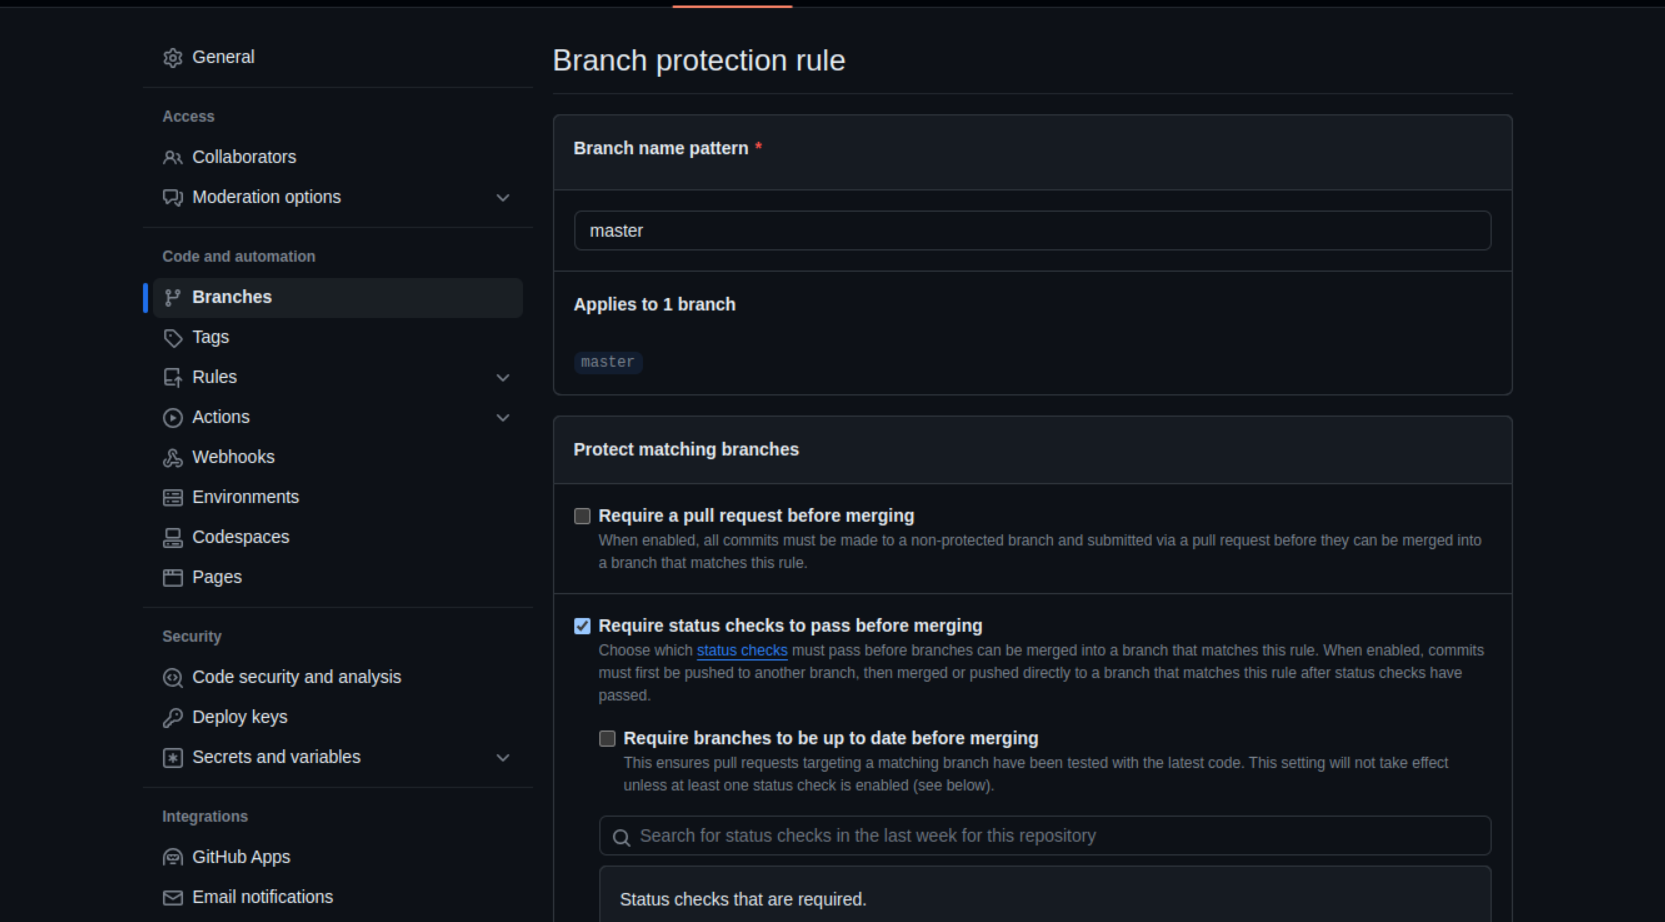 General
Access
Collaborators
Moderation options
Code and automation
Branches
Tags
Rules
Actions
Webhooks
Environments
Codespaces
Pages
Security
Code security and analysis
Deploy keys
Secrets and variables
Integrations
GitHub Apps
Email notifications
Branch protection rule
Branch name pattern *
master
Applies to 1 branch
master
Protect matching branches
Require a pull request before merging
When enabled, all commits must be made to a non-protected branch and submitted via a pull request before they can be merged into
a branch that matches this rule.
Require status checks to pass before merging
Choose which status checks must pass before branches can be merged into a branch that matches this rule. When enabled, commits
must first be pushed to another branch, then merged or pushed directly to a branch that matches this rule after status checks have
passed.
Require branches to be up to date before merging
This ensures pull requests targeting a matching branch have been tested with the latest code. This setting will not take effect
unless at least one status check is enabled (see below).
Search for status checks in the last week for this repository
Status checks that are required.